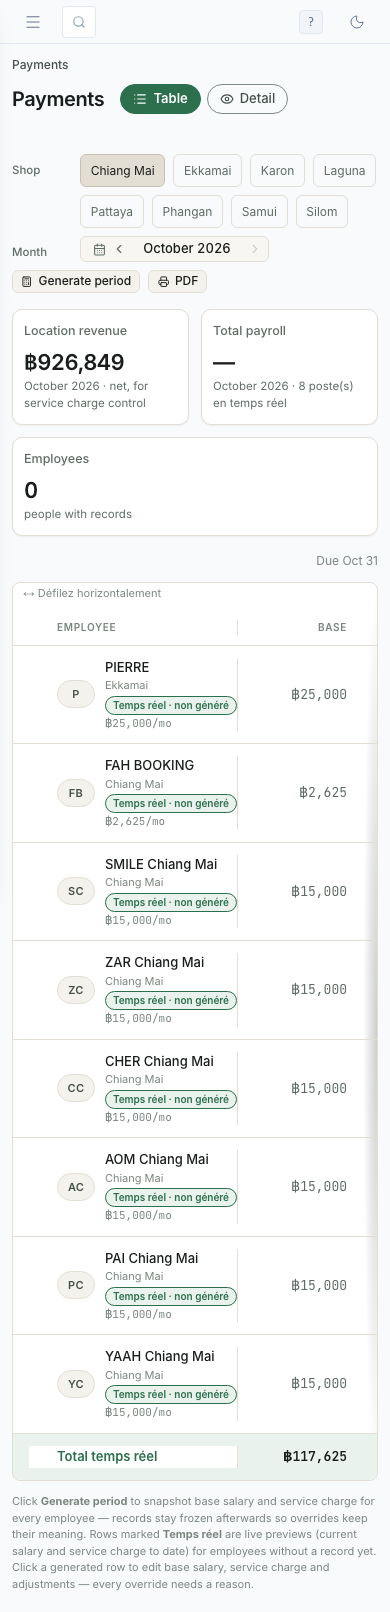 ?
Payments
Payments
Table
Detail
Shop
Chiang Mai
Ekkamai
Karon
Laguna
Pattaya
Phangan
Samui
Silom
Month
October 2026
Generate period
PDF
Location revenue
฿926,849
October 2026 · net, for
service charge control
Total payroll
—
October 2026 · 8 poste(s)
en temps réel
Employees
0
people with records
Due Oct 31
↔ Défilez horizontalement
EMPLOYEE
BASE
P
PIERRE
Ekkamai
Temps réel · non généré
฿25,000/mo
฿25,000
FB
FAH BOOKING
Chiang Mai
Temps réel · non généré
฿2,625/mo
฿2,625
SC
SMILE Chiang Mai
Chiang Mai
Temps réel · non généré
฿15,000/mo
฿15,000
ZC
ZAR Chiang Mai
Chiang Mai
Temps réel · non généré
฿15,000/mo
฿15,000
CC
CHER Chiang Mai
Chiang Mai
Temps réel · non généré
฿15,000/mo
฿15,000
AC
AOM Chiang Mai
Chiang Mai
Temps réel · non généré
฿15,000/mo
฿15,000
PC
PAI Chiang Mai
Chiang Mai
Temps réel · non généré
฿15,000/mo
฿15,000
YC
YAAH Chiang Mai
Chiang Mai
Temps réel · non généré
฿15,000/mo
฿15,000
Total temps réel
฿117,625
Click Generate period to snapshot base salary and service charge for
every employee — records stay frozen afterwards so overrides keep
their meaning. Rows marked Temps réel are live previews (current
salary and service charge to date) for employees without a record yet.
Click a generated row to edit base salary, service charge and
adjustments — every override needs a reason.